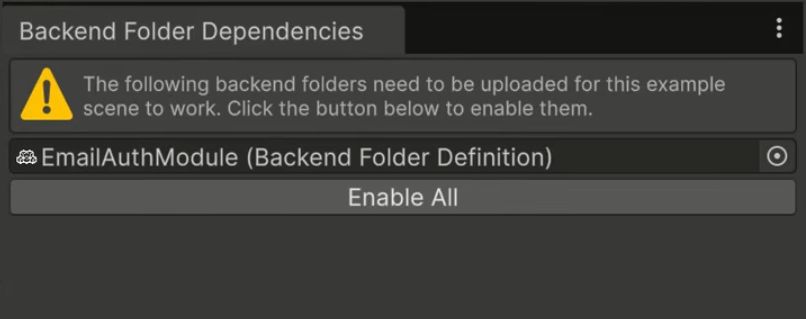 Backend Folder Dependencies
The following backend folders need to be uploaded for this example
scene to work. Click the button below to enable them.
EmailAuthModule (Backend Folder Definition)
Enable All